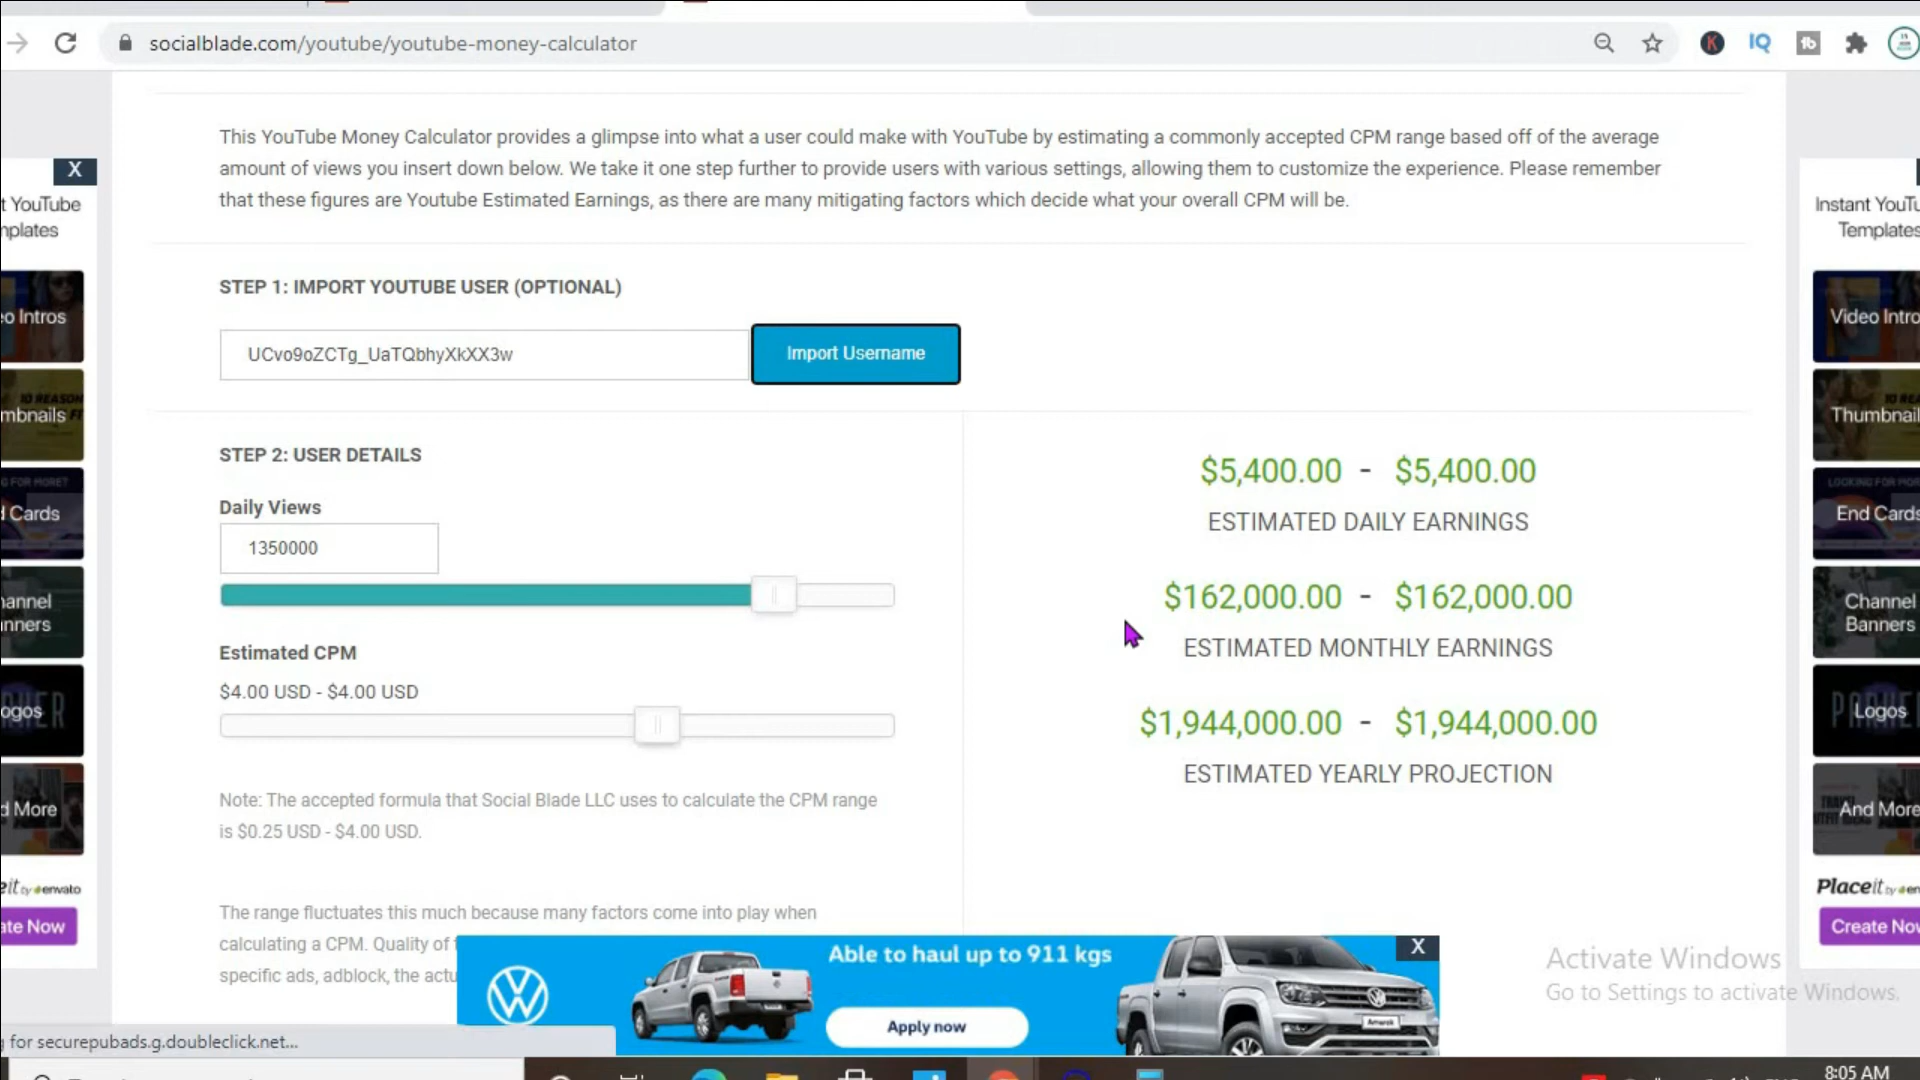 socialblade.com/youtube/youtube-money-calculator
This YouTube Money Calculator provides a glimpse into what a user could make with YouTube by estimating a commonly accepted CPM range based off of the average
amount of views you insert down below. We take it one step further to provide users with various settings, allowing them to customize the experience. Please remember
that these figures are Youtube Estimated Earnings, as there are many mitigating factors which decide what your overall CPM will be.
STEP 1: IMPORT YOUTUBE USER (OPTIONAL)
UCvo9oZCTg_UaTQbhyXkXX3w
Import Username
STEP 2: USER DETAILS
Daily Views
1350000
Estimated CPM
$4.00 USD - $4.00 USD
Note: The accepted formula that Social Blade LLC uses to calculate the CPM range
is $0.25 USD - $4.00 USD.
The range fluctuates this much because many factors come into play when
calculating a CPM. Quality of
specific ads, adblock, the actu
$5,400.00 - $5,400.00
ESTIMATED DAILY EARNINGS
$162,000.00 - $162,000.00
ESTIMATED MONTHLY EARNINGS
$1,944,000.00 - $1,944,000.00
ESTIMATED YEARLY PROJECTION
X
t YouTube
mplates
eo Intros
mbnails
d Cards
hannel
anners
ogos
d More
eit by envato
ate Now
Instant YouTu
Templates
Video Intro
Thumbnail
End Cards
Channel
Banners
Logos
And More
Placeit by en
Create Now
Able to haul up to 911 kgs
X
Apply now
Amarok
Activate Windows
Go to Settings to activate Windows.
g for securepubads.g.doubleclick.net...
8:05 AM